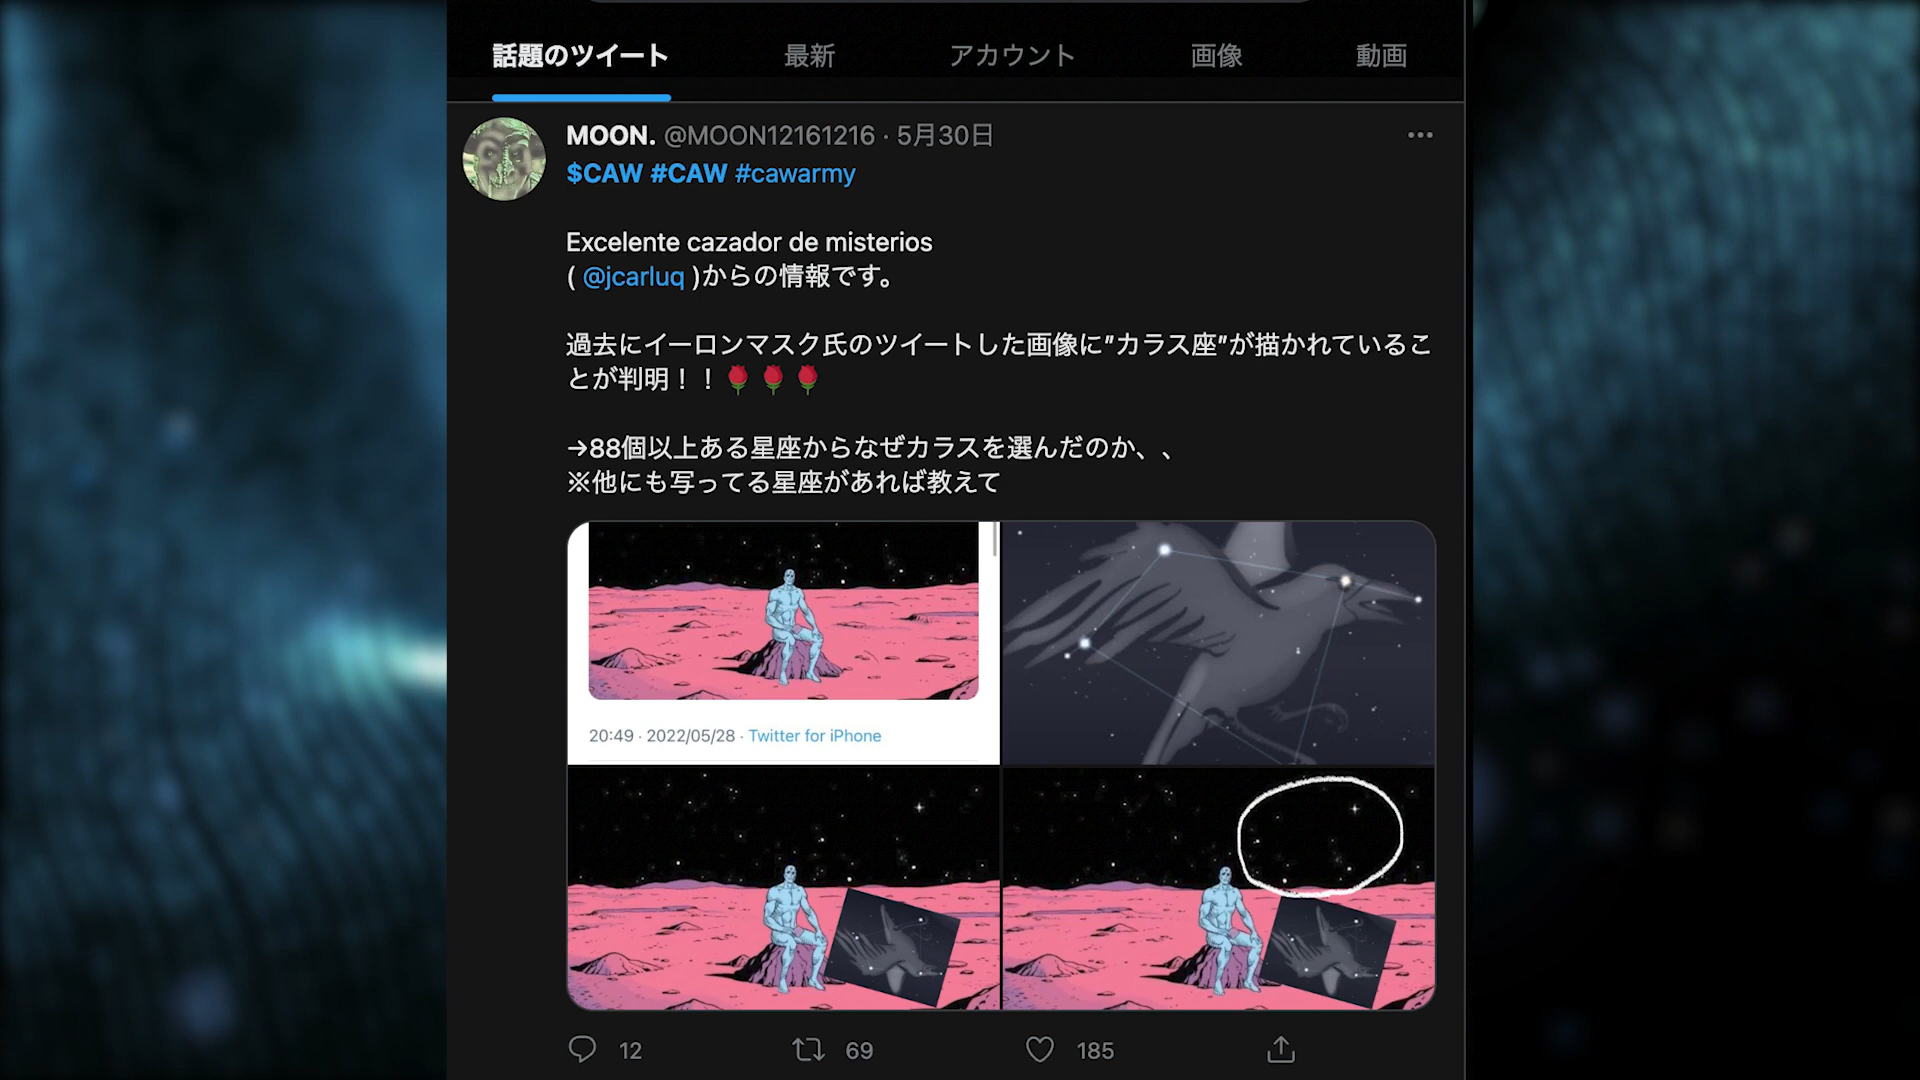 話題のツイート 最新 アカウント 画像 動画
MOON. @MOON12161216 · 5月30日
$CAW #CAW #cawarmy
Excelente cazador de misterios
( @jcarluq )からの情報です。
過去にイーロンマスク氏のツイートした画像に”カラス座”が描かれているこ
とが判明！！🌹🌹🌹
→88個以上ある星座からなぜカラスを選んだのか、、
※他にも写ってる星座があれば教えて
20:49 · 2022/05/28 · Twitter for iPhone
12 69 185